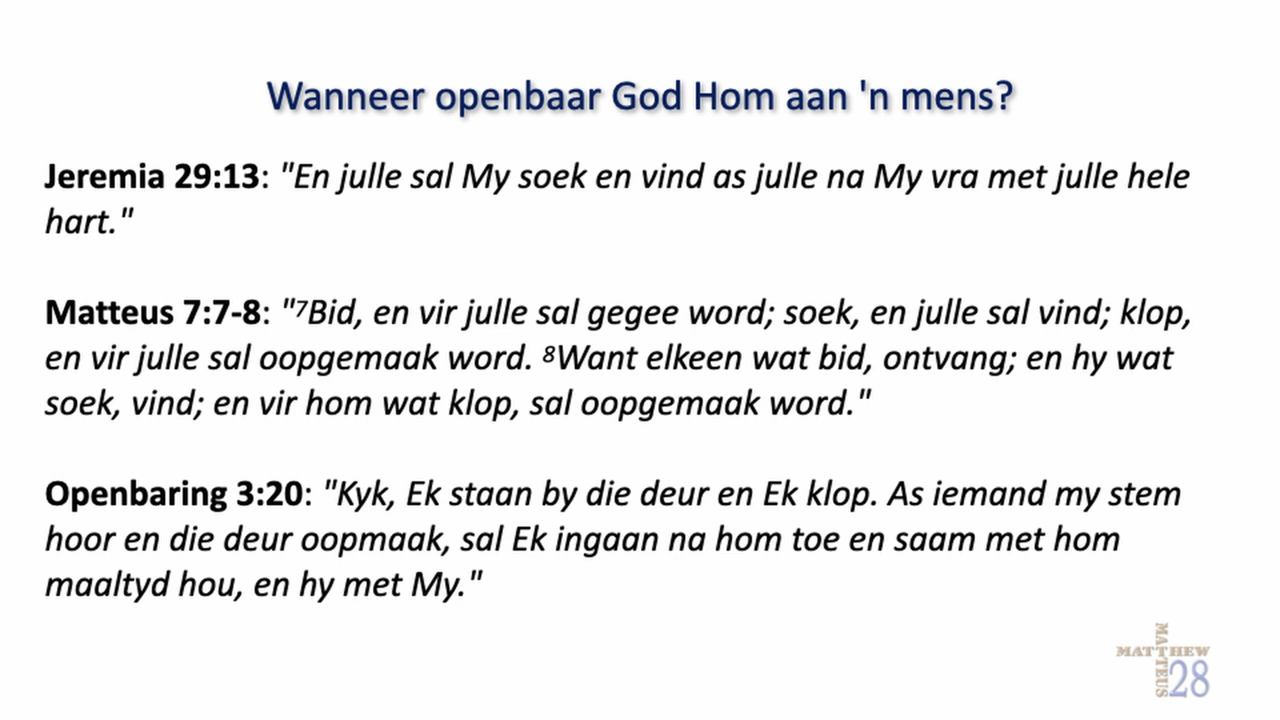 Wanneer openbaar God Hom aan 'n mens?
Jeremia 29:13: "En julle sal My soek en vind as julle na My vra met julle hele
hart."
Matteus 7:7-8: "⁷Bid, en vir julle sal gegee word; soek, en julle sal vind; klop,
en vir julle sal oopgemaak word. ⁸Want elkeen wat bid, ontvang; en hy wat
soek, vind; en vir hom wat klop, sal oopgemaak word."
Openbaring 3:20: "Kyk, Ek staan by die deur en Ek klop. As iemand my stem
hoor en die deur oopmaak, sal Ek ingaan na hom toe en saam met hom
maaltyd hou, en hy met My."
MATTHEW
MATTEUS
28